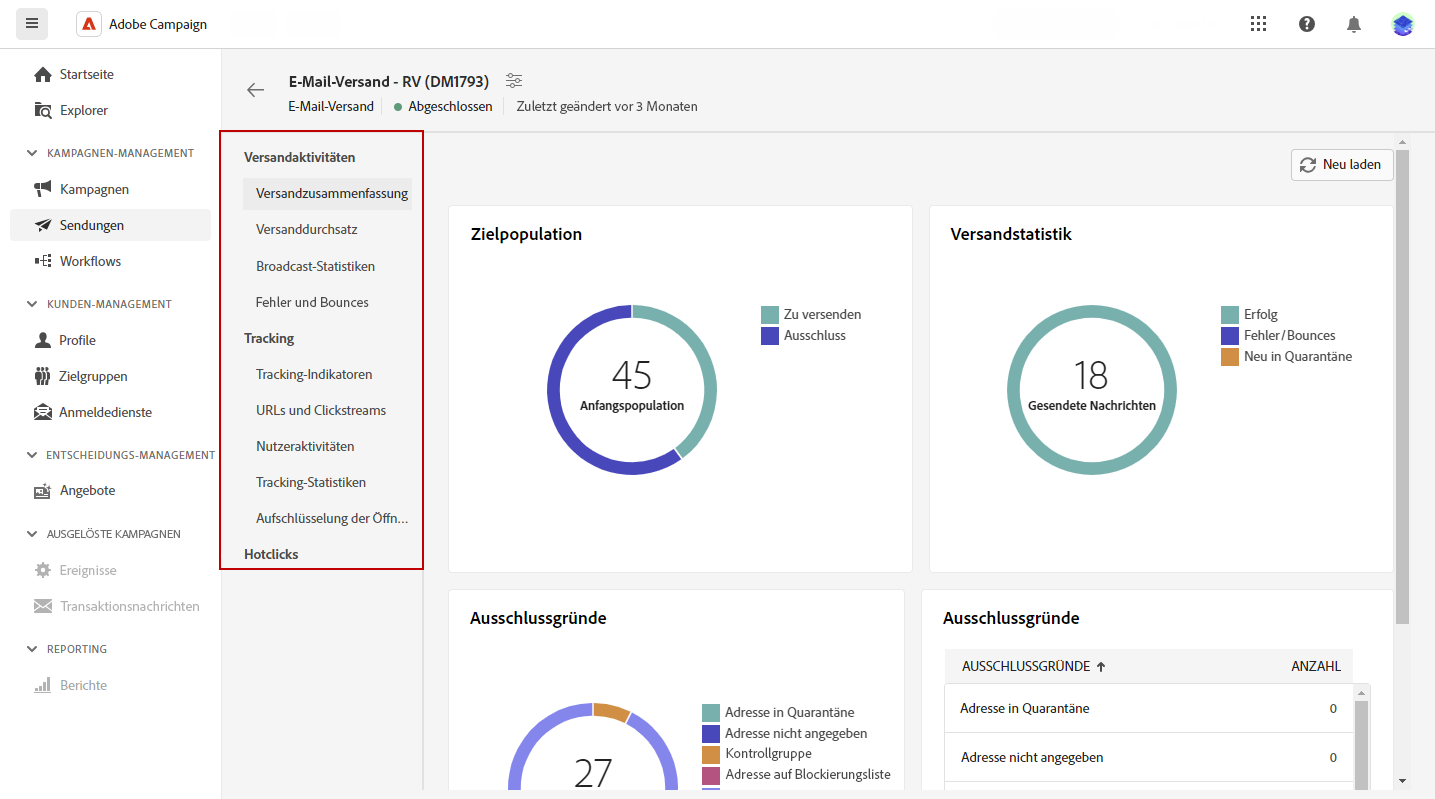 Adobe Campaign
Startseite
Explorer
KAMPAGNEN-MANAGEMENT
Kampagnen
Sendungen
Workflows
KUNDEN-MANAGEMENT
Profile
Zielgruppen
Anmeldedienste
ENTSCHEIDUNGS-MANAGEMENT
Angebote
AUSGELÖSTE KAMPAGNEN
Ereignisse
Transaktionsnachrichten
REPORTING
Berichte
E-Mail-Versand - RV (DM1793)
E-Mail-Versand Abgeschlossen Zuletzt geändert vor 3 Monaten
Versandaktivitäten
Versandzusammenfassung
Versanddurchsatz
Broadcast-Statistiken
Fehler und Bounces
Tracking
Tracking-Indikatoren
URLs und Clickstreams
Nutzeraktivitäten
Tracking-Statistiken
Aufschlüsselung der Öffn...
Hotclicks
Neu laden
Zielpopulation
45
Anfangspopulation
Zu versenden
Ausschluss
Versandstatistik
18
Gesendete Nachrichten
Erfolg
Fehler/Bounces
Neu in Quarantäne
Ausschlussgründe
27
Adresse in Quarantäne
Adresse nicht angegeben
Kontrollgruppe
Adresse auf Blockierungsliste
Ausschlussgründe
AUSSCHLUSSGRÜNDE ANZAHL
Adresse in Quarantäne 0
Adresse nicht angegeben 0